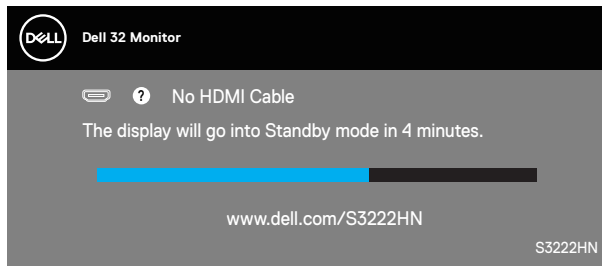 DELL
Dell 32 Monitor
? No HDMI Cable
The display will go into Standby mode in 4 minutes.
www.dell.com/S3222HN
S3222HN